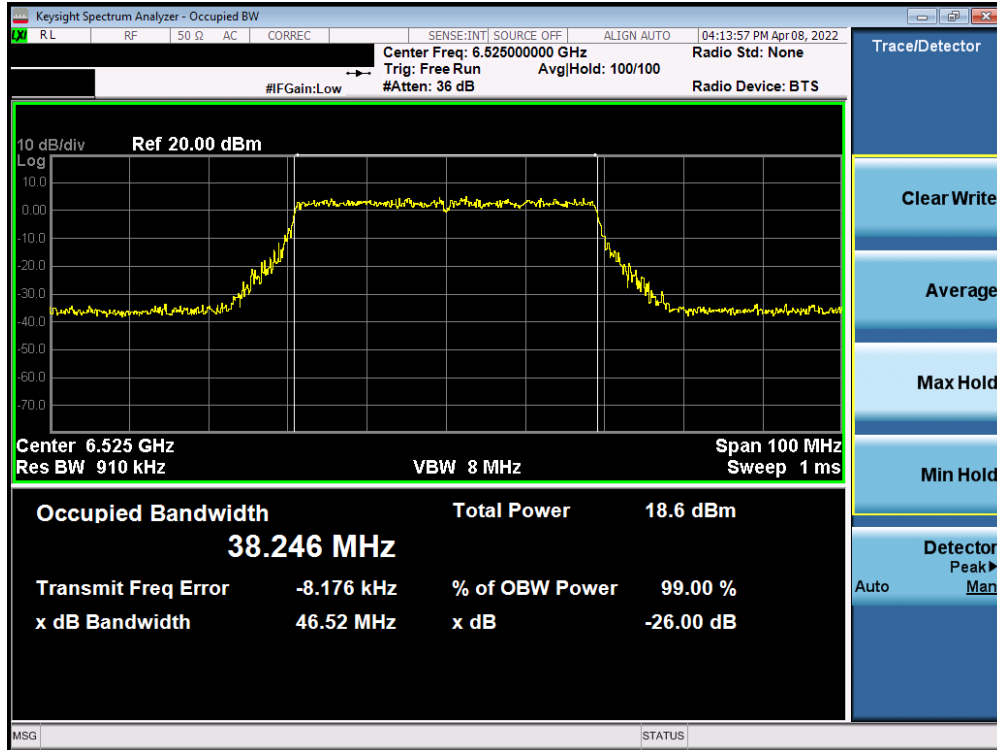 Keysight Spectrum Analyzer - Occupied BW
LXI RL RF 50 Ω AC CORREC SENSE:INT SOURCE OFF ALIGN AUTO 04:13:57 PM Apr 08, 2022
Center Freq: 6.525000000 GHz Radio Std: None
Trig: Free Run Avg|Hold: 100/100
#IFGain:Low #Atten: 36 dB Radio Device: BTS
10 dB/div Ref 20.00 dBm
Log
10.0
0.00
-10.0
-20.0
-30.0
-40.0
-50.0
-60.0
-70.0
Center 6.525 GHz Span 100 MHz
Res BW 910 kHz VBW 8 MHz Sweep 1 ms
Occupied Bandwidth Total Power 18.6 dBm
38.246 MHz
Transmit Freq Error -8.176 kHz % of OBW Power 99.00 %
x dB Bandwidth 46.52 MHz x dB -26.00 dB
MSG STATUS
Trace/Detector
Clear Write
Average
Max Hold
Min Hold
Detector
Peak▶
Auto Man